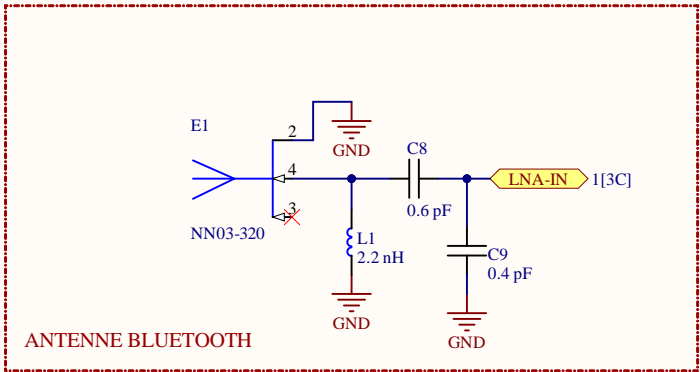 E1
2
GND
4
C8
LNA-IN
1[3C]
0.6 pF
3
NN03-320
L1
2.2 nH
C9
0.4 pF
GND
GND
ANTENNE BLUETOOTH